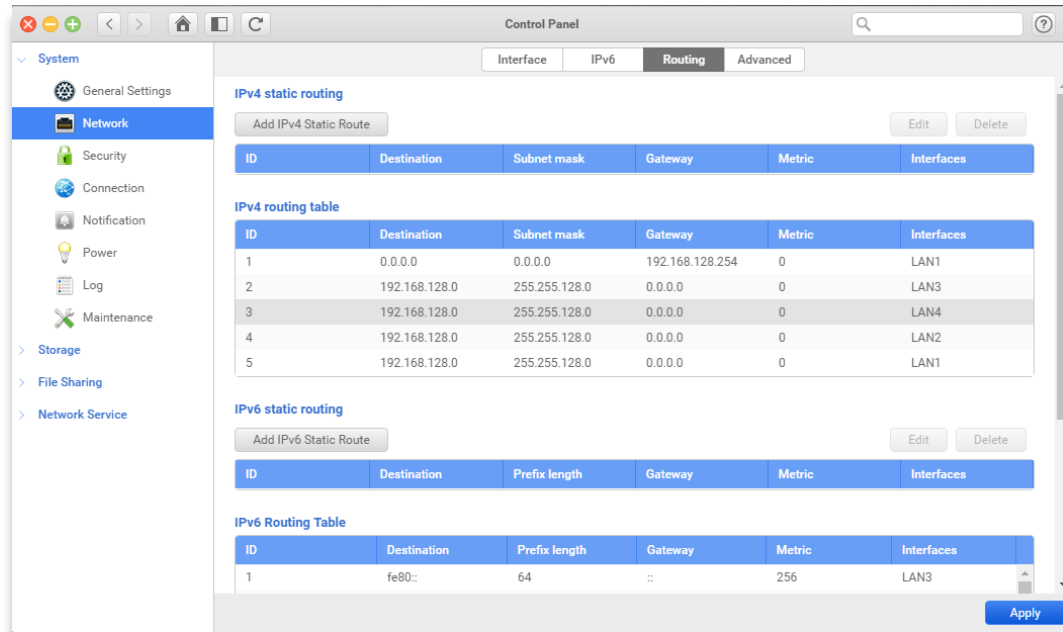 Control Panel
System
General Settings
Network
Security
Connection
Notification
Power
Log
Maintenance
Storage
File Sharing
Network Service
Interface IPv6 Routing Advanced
IPv4 static routing
Add IPv4 Static Route Edit Delete
ID Destination Subnet mask Gateway Metric Interfaces
IPv4 routing table
ID Destination Subnet mask Gateway Metric Interfaces
1 0.0.0.0 0.0.0.0 192.168.128.254 0 LAN1
2 192.168.128.0 255.255.128.0 0.0.0.0 0 LAN3
3 192.168.128.0 255.255.128.0 0.0.0.0 0 LAN4
4 192.168.128.0 255.255.128.0 0.0.0.0 0 LAN2
5 192.168.128.0 255.255.128.0 0.0.0.0 0 LAN1
IPv6 static routing
Add IPv6 Static Route Edit Delete
ID Destination Prefix length Gateway Metric Interfaces
IPv6 Routing Table
ID Destination Prefix length Gateway Metric Interfaces
1 fe80:: 64 :: 256 LAN3
Apply